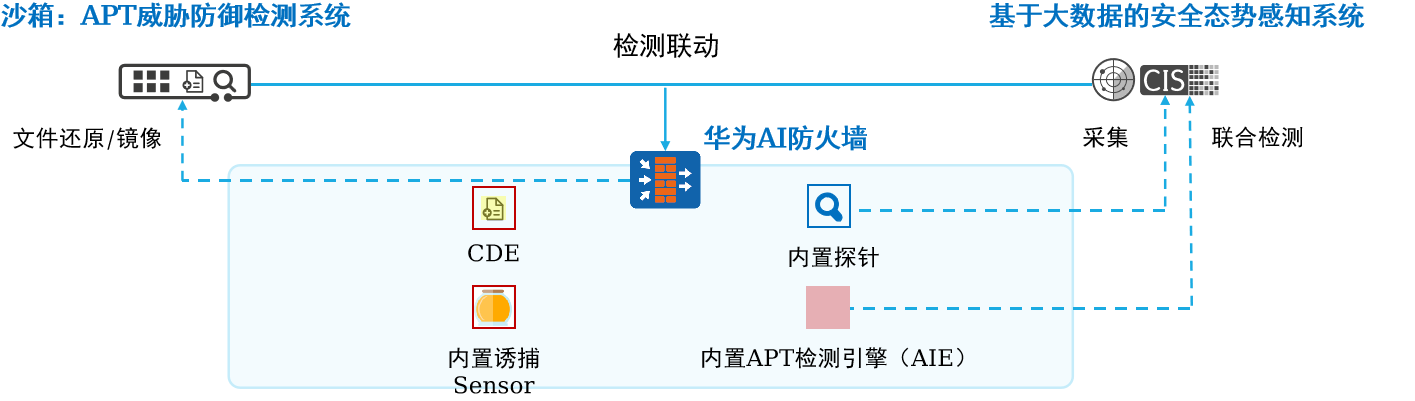 沙箱：APT威胁防御检测系统
基于大数据的安全态势感知系统
检测联动
CIS
文件还原/镜像
华为AI防火墙
采集
联合检测
CDE
内置探针
内置诱捕
Sensor
内置APT检测引擎（AIE）